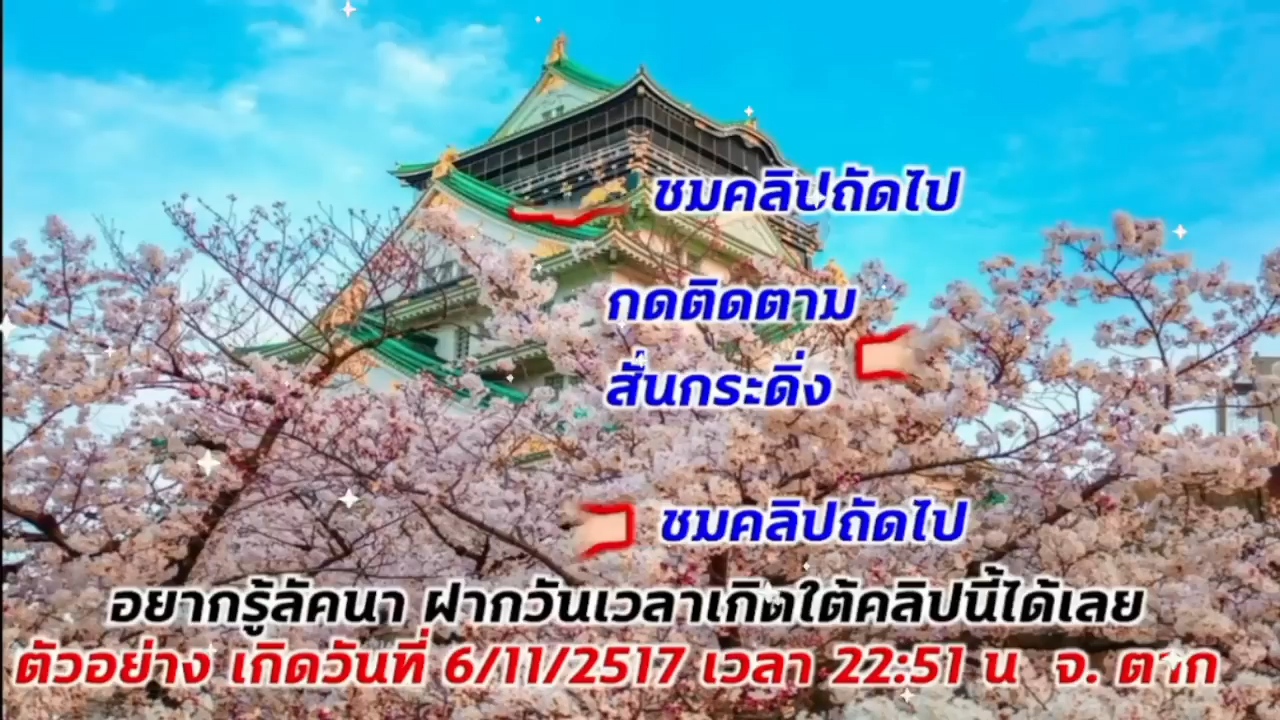 ชมคลิปถัดไป
กดติดตาม
สั่นกระดิ่ง
ชมคลิปถัดไป
อยากรู้ลัคนา ฝากวันเวลาเกิดใต้คลิปนี้ได้เลย
ตัวอย่าง เกิดวันที่ 6/11/2517 เวลา 22:51 น จ. ตาก